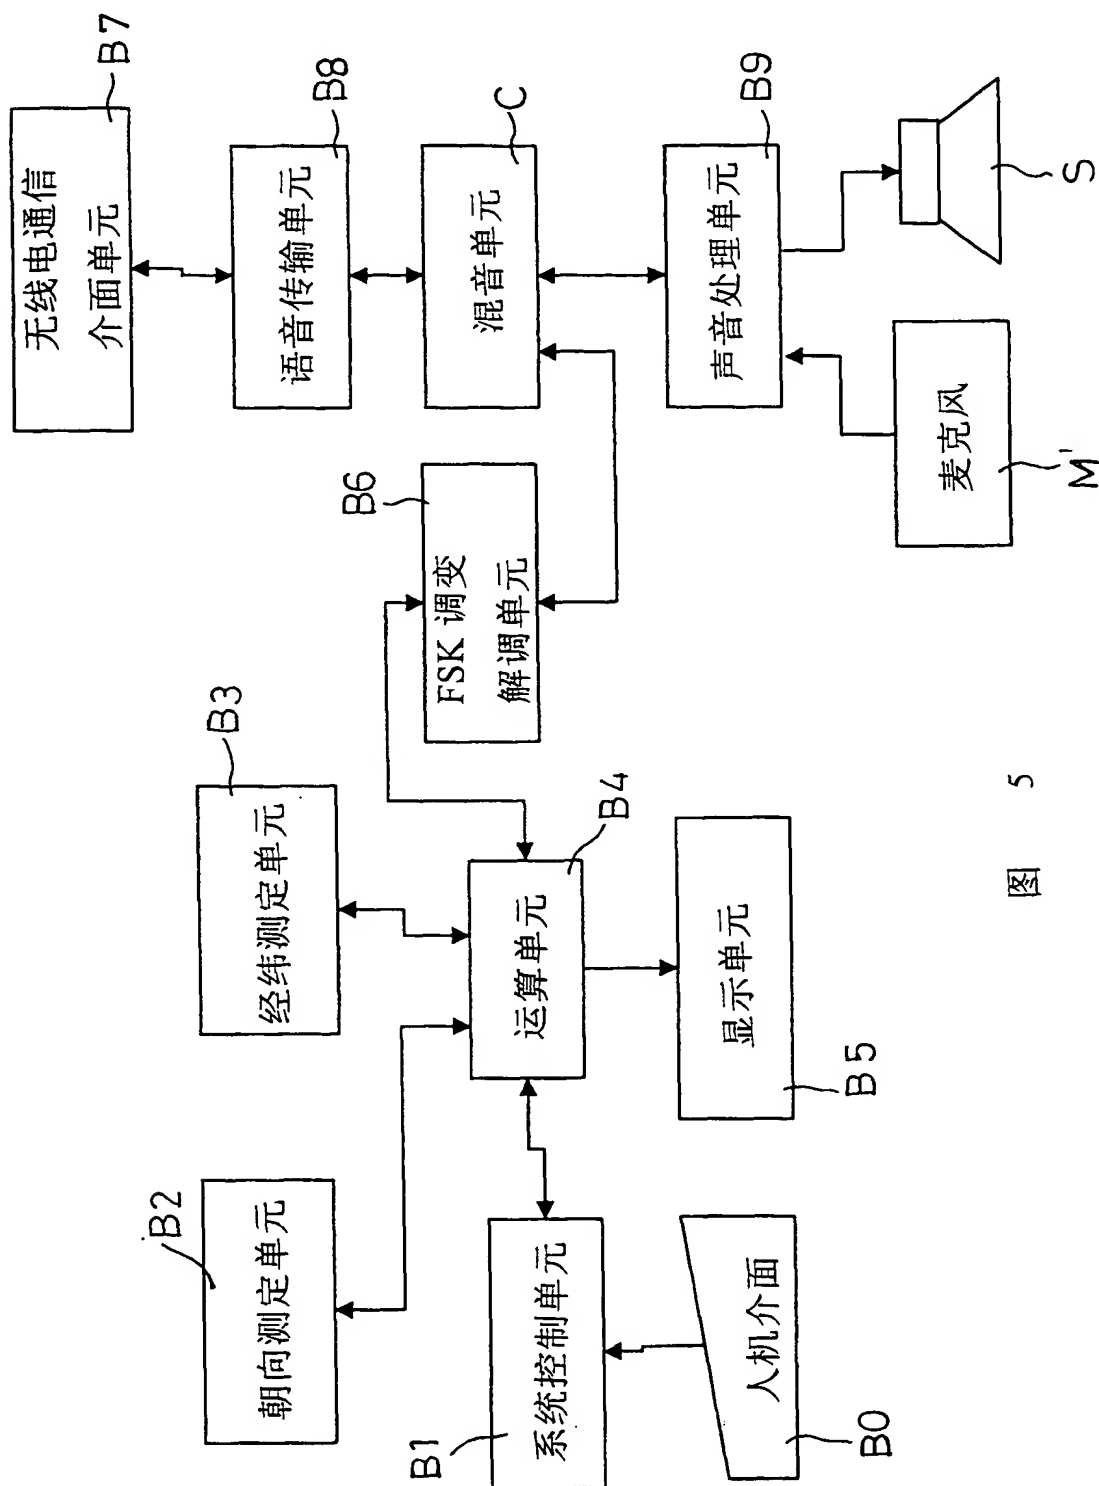 B7
无线电通信
介面单元
B8
语音传输单元
C
混音单元
B9
声音处理单元
S
麦克风
M'
B6
FSK 调变
解调单元
B3
经纬测定单元
B4
运算单元
显示单元
B5
B2
朝向测定单元
B1
系统控制单元
人机介面
B0
图 5